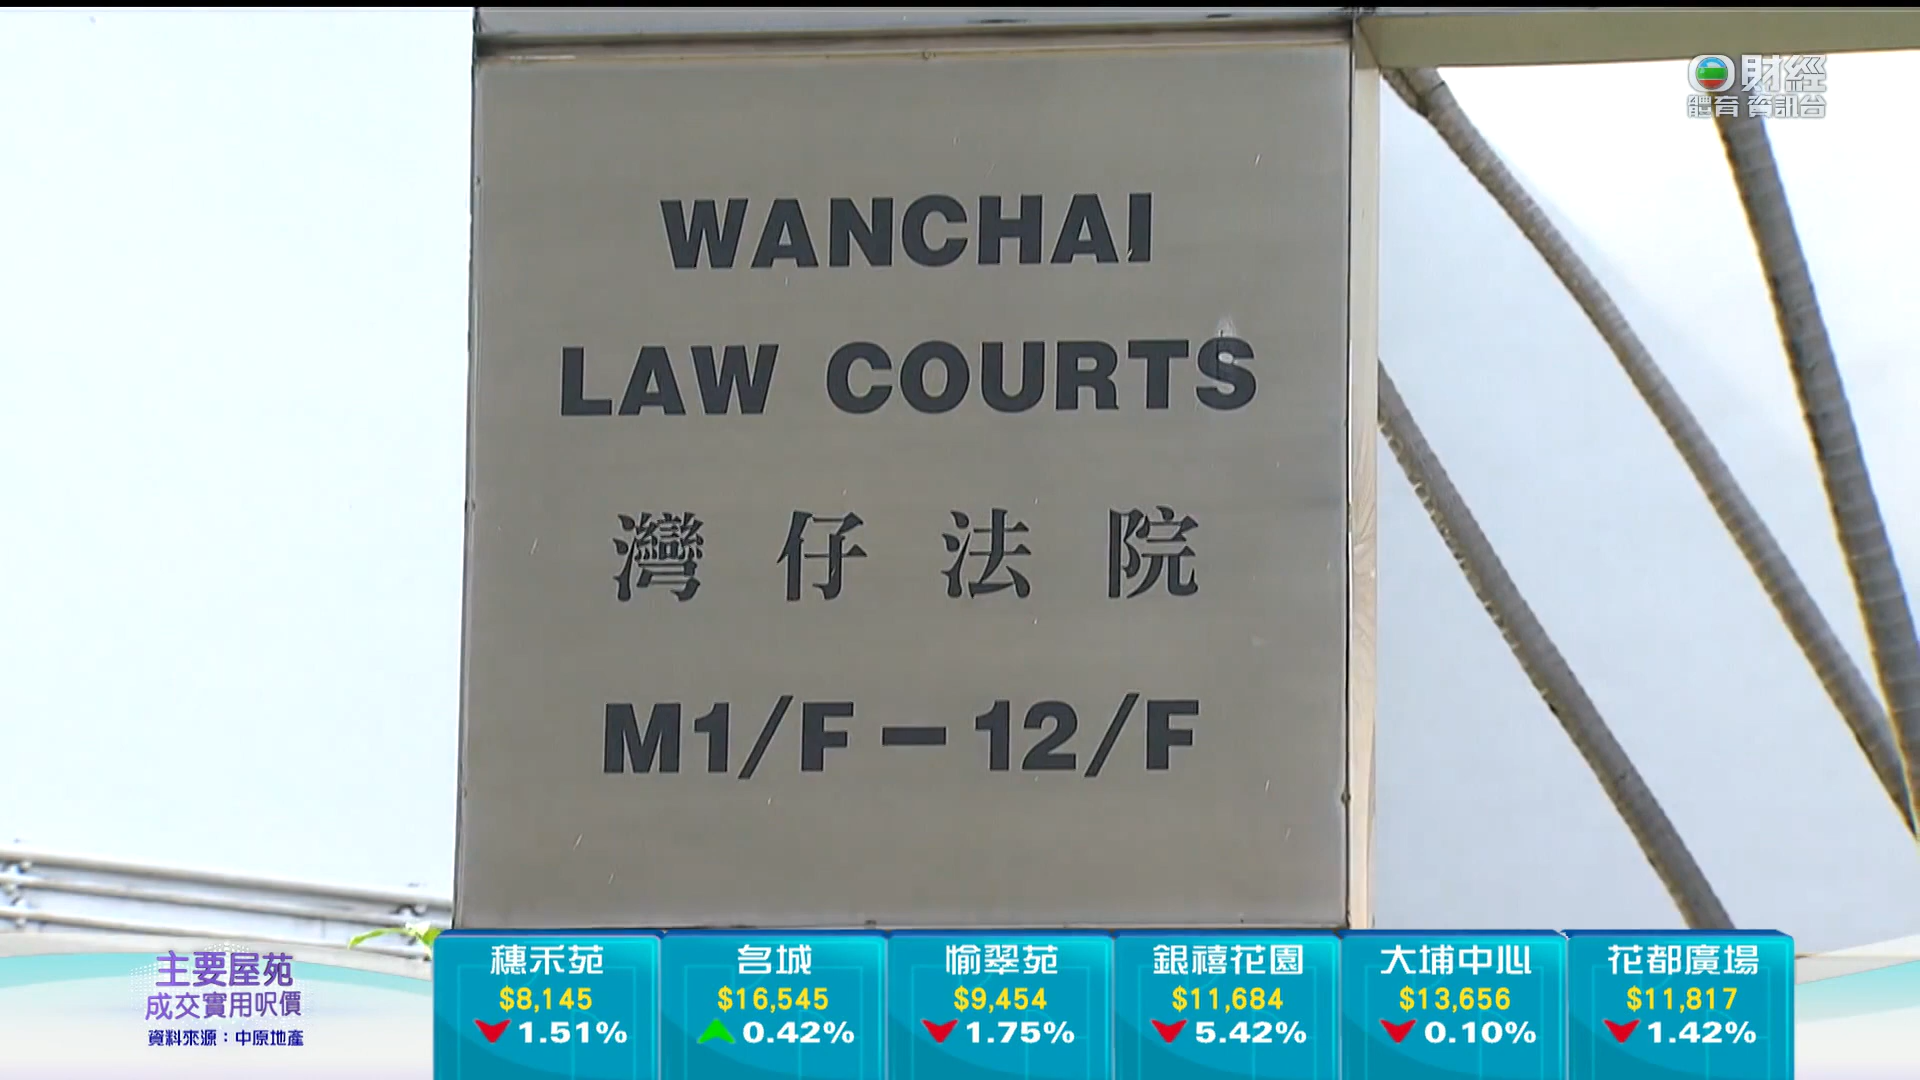 財經
體育 資訊台
WANCHAI
LAW COURTS
灣仔法院
M1/F – 12/F
主要屋苑
成交實用呎價
資料來源：中原地產
穗禾苑
$8,145
1.51%
名城
$16,545
0.42%
愉翠苑
$9,454
1.75%
銀禧花園
$11,684
5.42%
大埔中心
$13,656
0.10%
花都廣場
$11,817
1.42%